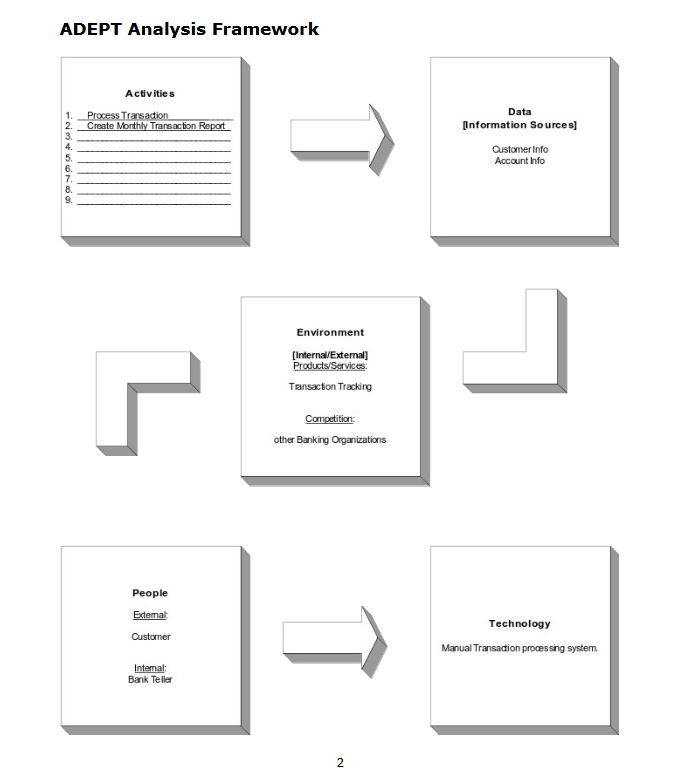 ADEPT Analysis Framework
Activities
1. Process Transaction
2. Create Monthly Transaction Report
3.
4.
5.
6.
7.
8.
9.
Data
[Information Sources]
Customer Info
Account Info
Environment
[Internal/External]
Products/Services:
Transaction Tracking
Competition:
other Banking Organizations
People
External:
Customer
Internal:
Bank Teller
Technology
Manual Transaction processing system.
2